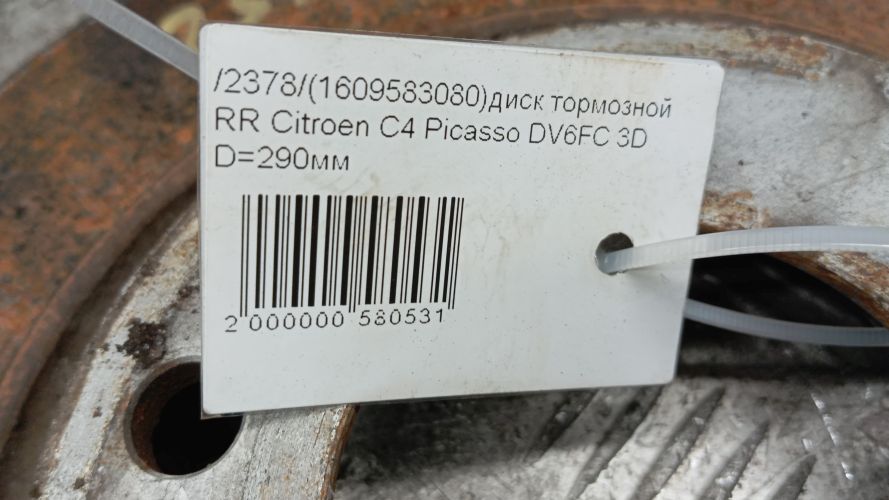 /2378/(1609583080)диск тормозной
RR Citroen C4 Picasso DV6FC 3D
D=290мм
2 000000 580531